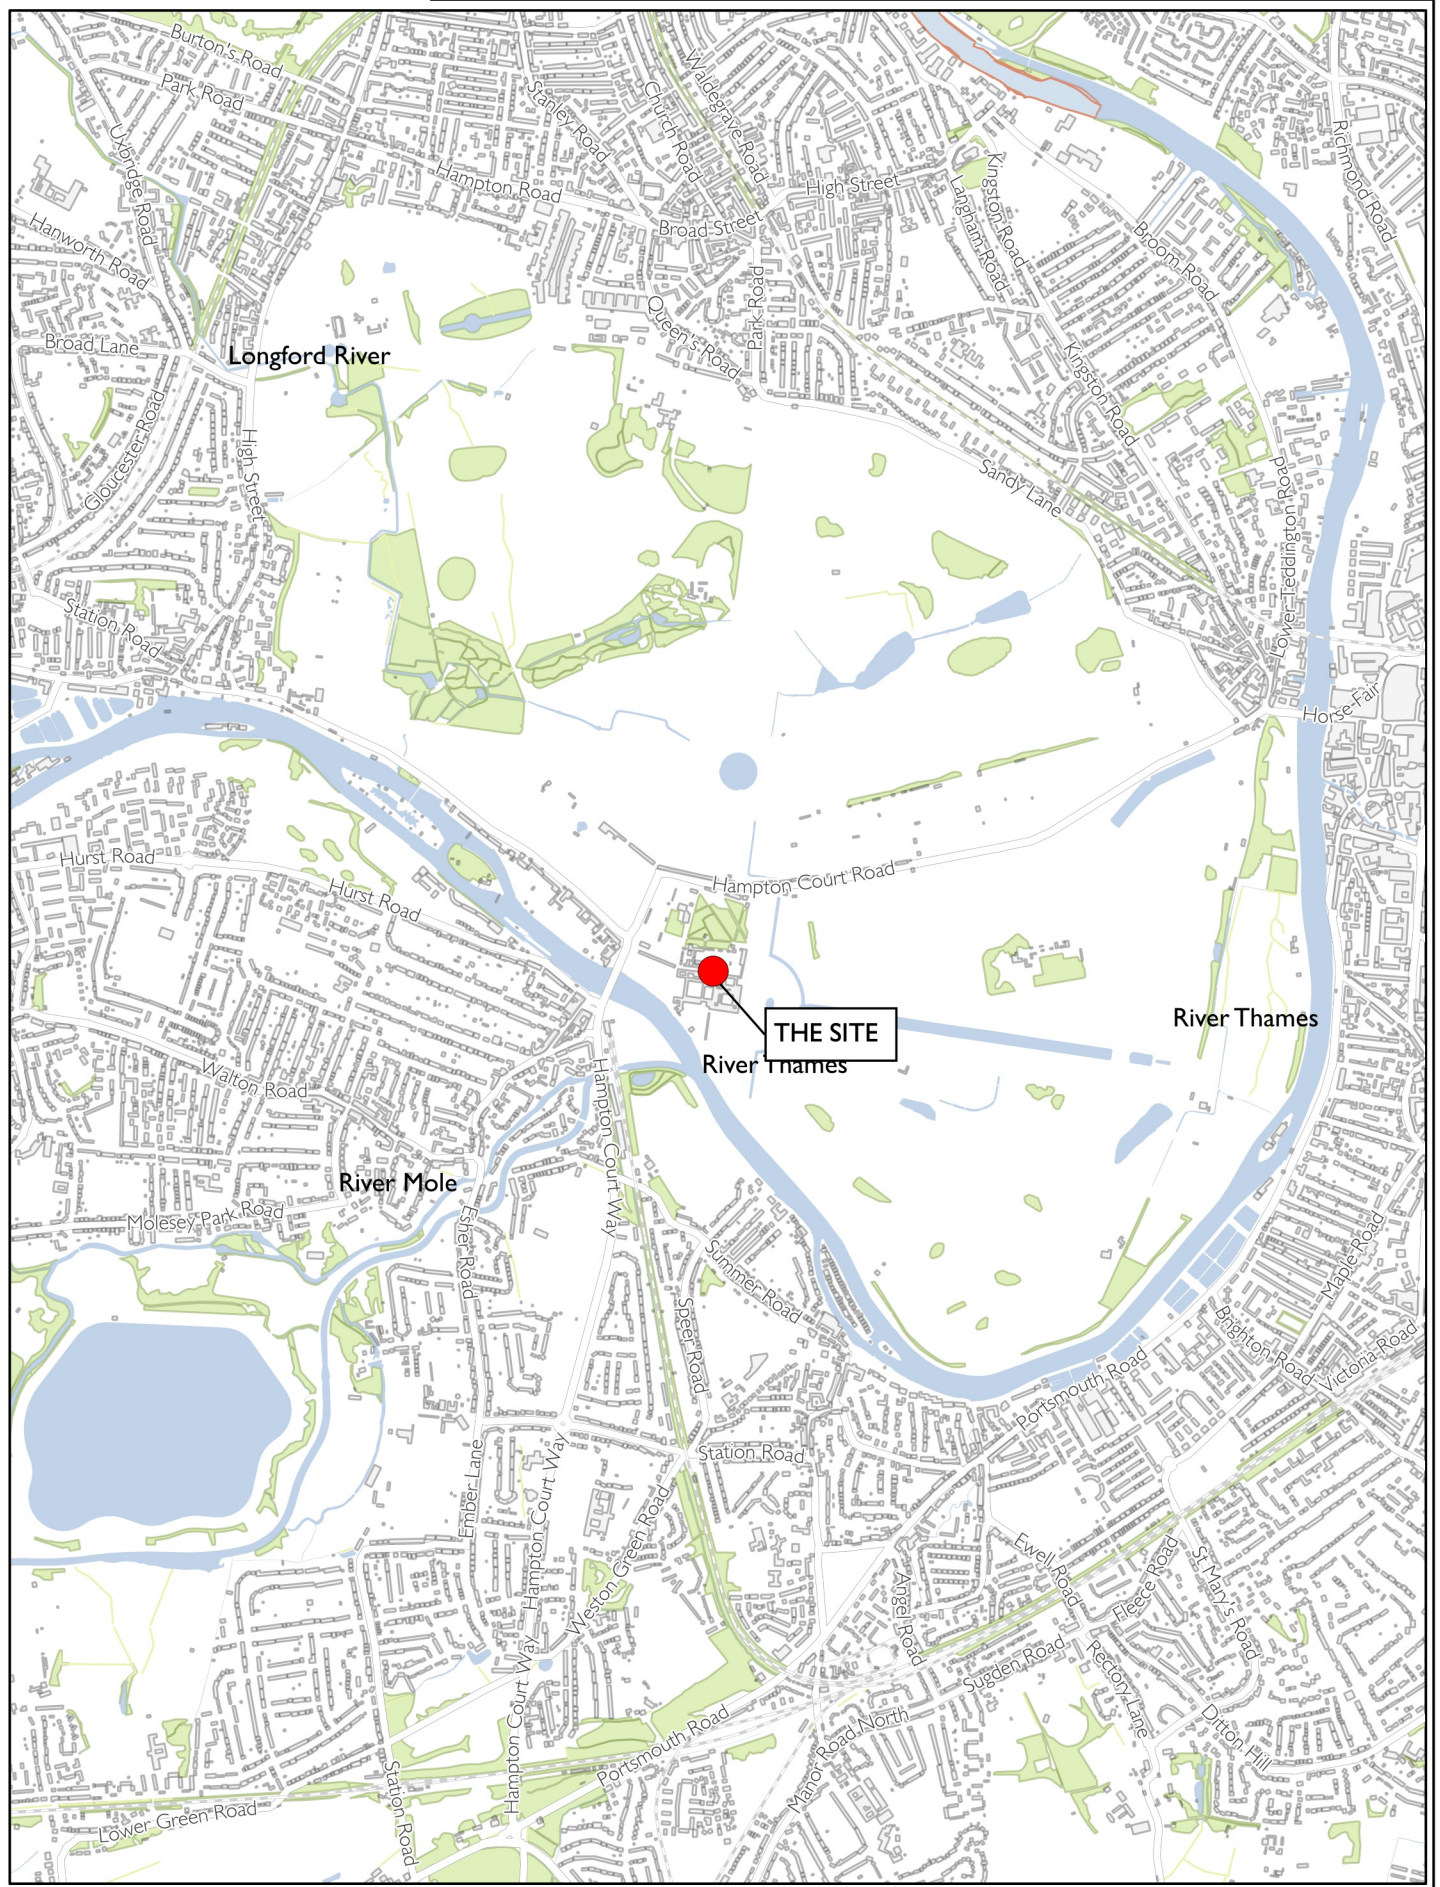 Burton's Road
Park Road
Uxbridge Road
Stanley Road
Church Road
Waldegrave Road
Richmond Road
Hampton Road
High Street
Langham Road
Kingston Road
Broad Street
Broom Road
Hanworth Road
Park Road
Queen's Road
Broad Lane
Longford River
Kingston Road
Gloucester Road
High Street
Sandy Lane
Lower Teddington Road
Station Road
Horse Fair
Hurst Road
Hurst Road
Hampton Court Road
THE SITE
River Thames
River Thames
Walton Road
Hampton Court Way
River Mole
Molesey Park Road
Esher Road
Summer Road
Speer Road
Maple Road
Brighton Road
Victoria Road
Portsmouth Road
Station Road
Ember Lane
Hampton Court Way
Weston Green Road
Ewell Road
Fleece Road
St Mary's Road
Angel Road
Sugden Road
Rectory Lane
Hampton Court Way
Portsmouth Road
Manor Road North
Ditton Hill
Station Road
Lower Green Road